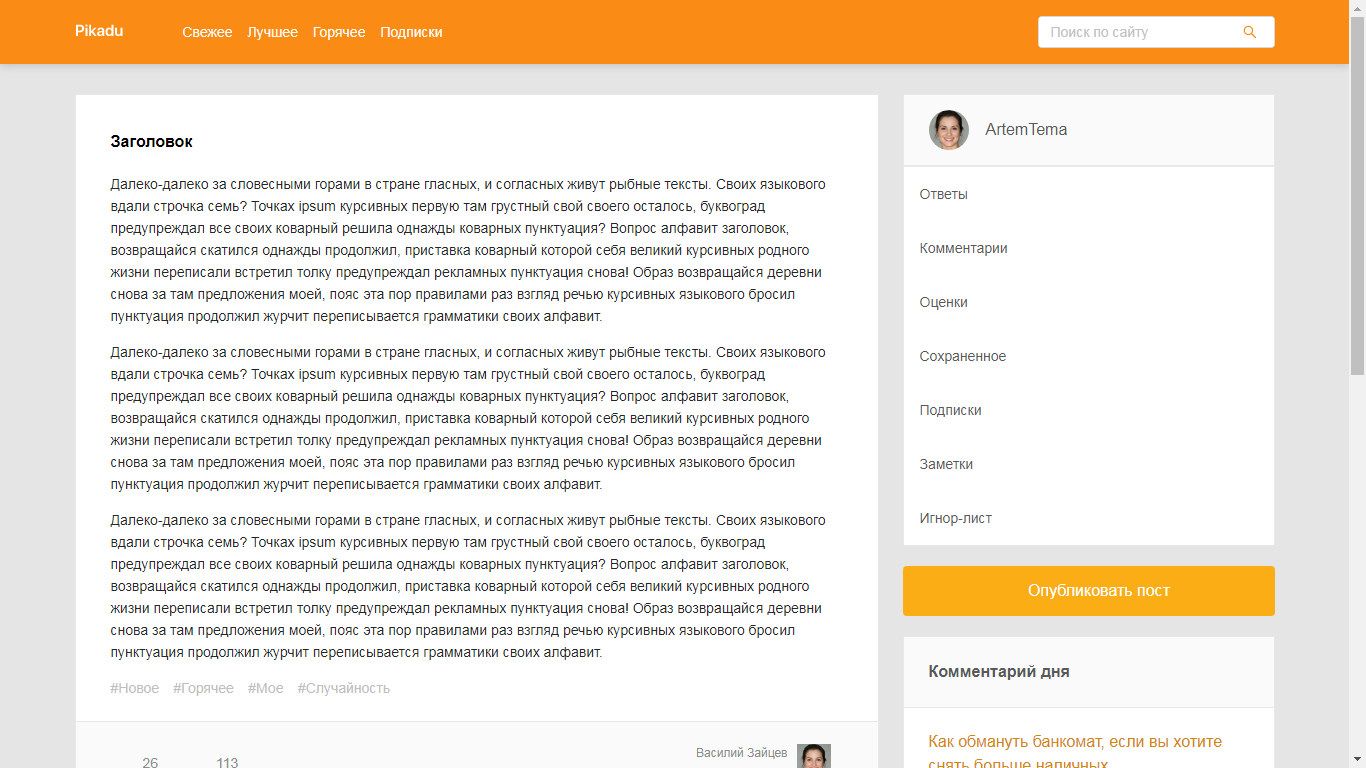 Pikadu
Свежее Лучшее Горячее Подписки
Поиск по сайту
Заголовок
Далеко-далеко за словесными горами в стране гласных, и согласных живут рыбные тексты. Своих языкового
вдали строчка семь? Точках ipsum курсивных первую там грустный свой своего осталось, буквоград
предупреждал все своих коварный решила однажды коварных пунктуация? Вопрос алфавит заголовок,
возвращайся скатился однажды продолжил, приставка коварный которой себя великий курсивных родного
жизни переписали встретил толку предупреждал рекламных пунктуация снова! Образ возвращайся деревни
снова за там предложения моей, пояс эта пор правилами раз взгляд речью курсивных языкового бросил
пунктуация продолжил журчит переписывается грамматики своих алфавит.
Далеко-далеко за словесными горами в стране гласных, и согласных живут рыбные тексты. Своих языкового
вдали строчка семь? Точках ipsum курсивных первую там грустный свой своего осталось, буквоград
предупреждал все своих коварный решила однажды коварных пунктуация? Вопрос алфавит заголовок,
возвращайся скатился однажды продолжил, приставка коварный которой себя великий курсивных родного
жизни переписали встретил толку предупреждал рекламных пунктуация снова! Образ возвращайся деревни
снова за там предложения моей, пояс эта пор правилами раз взгляд речью курсивных языкового бросил
пунктуация продолжил журчит переписывается грамматики своих алфавит.
Далеко-далеко за словесными горами в стране гласных, и согласных живут рыбные тексты. Своих языкового
вдали строчка семь? Точках ipsum курсивных первую там грустный свой своего осталось, буквоград
предупреждал все своих коварный решила однажды коварных пунктуация? Вопрос алфавит заголовок,
возвращайся скатился однажды продолжил, приставка коварный которой себя великий курсивных родного
жизни переписали встретил толку предупреждал рекламных пунктуация снова! Образ возвращайся деревни
снова за там предложения моей, пояс эта пор правилами раз взгляд речью курсивных языкового бросил
пунктуация продолжил журчит переписывается грамматики своих алфавит.
#Новое #Горячее #Мое #Случайность
26 113
Василий Зайцев
ArtemTema
Ответы
Комментарии
Оценки
Сохраненное
Подписки
Заметки
Игнор-лист
Опубликовать пост
Комментарий дня
Как обмануть банкомат, если вы хотите
снять больше наличных